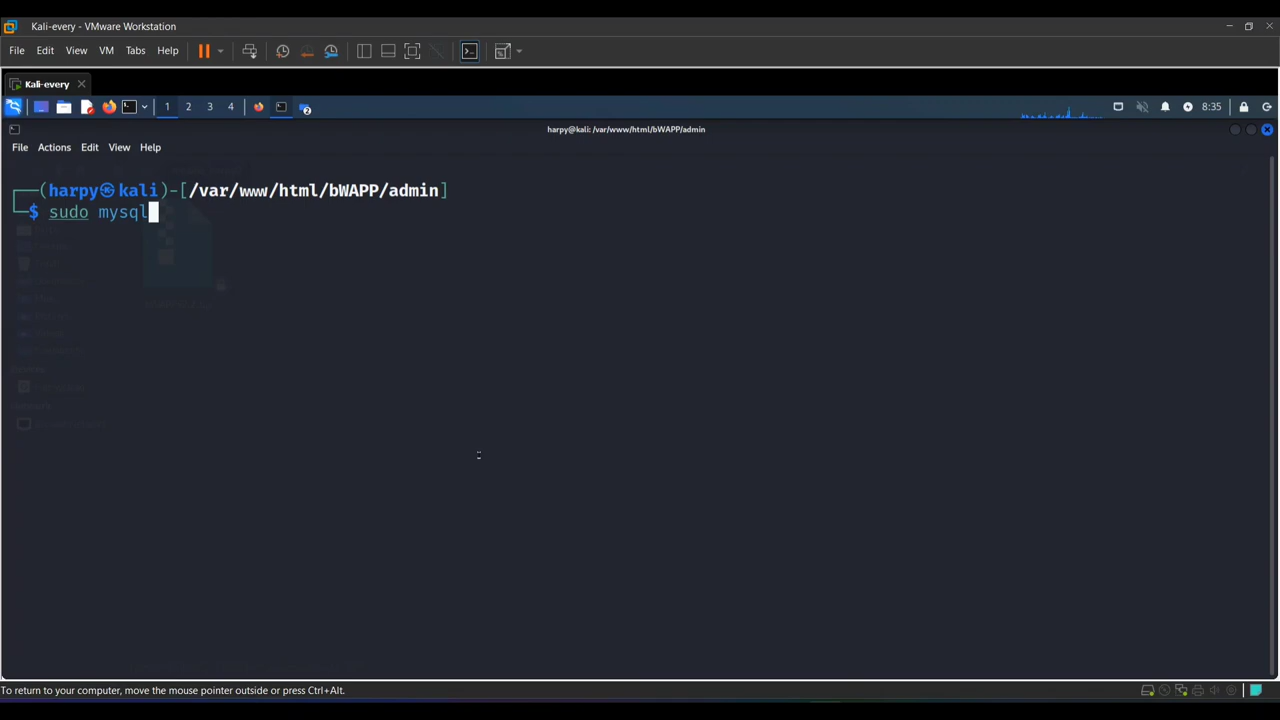 Kali-every - VMware Workstation
File Edit View VM Tabs Help
Kali-every
1 2 3 4 2 8:35
harpy@kali: /var/www/html/bWAPP/admin
File Actions Edit View Help
┌──(harpy㉿kali)-[/var/www/html/bWAPP/admin]
└─$ sudo mysql
To return to your computer, move the mouse pointer outside or press Ctrl+Alt.